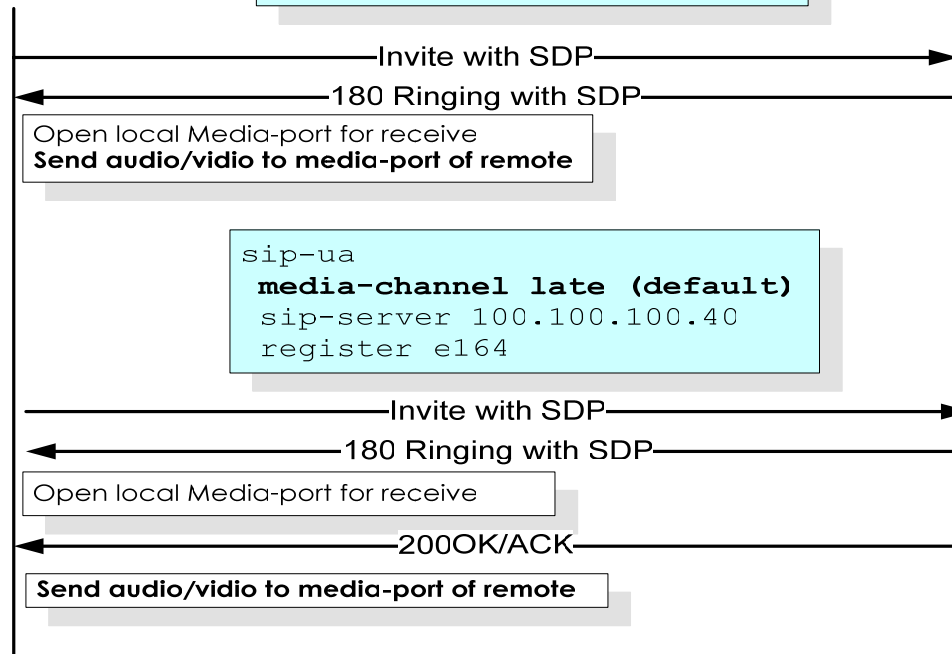 Invite with SDP
180 Ringing with SDP
Open local Media-port for receive
Send audio/vidio to media-port of remote
sip-ua
media-channel late (default)
sip-server 100.100.100.40
register e164
Invite with SDP
180 Ringing with SDP
Open local Media-port for receive
200OK/ACK
Send audio/vidio to media-port of remote